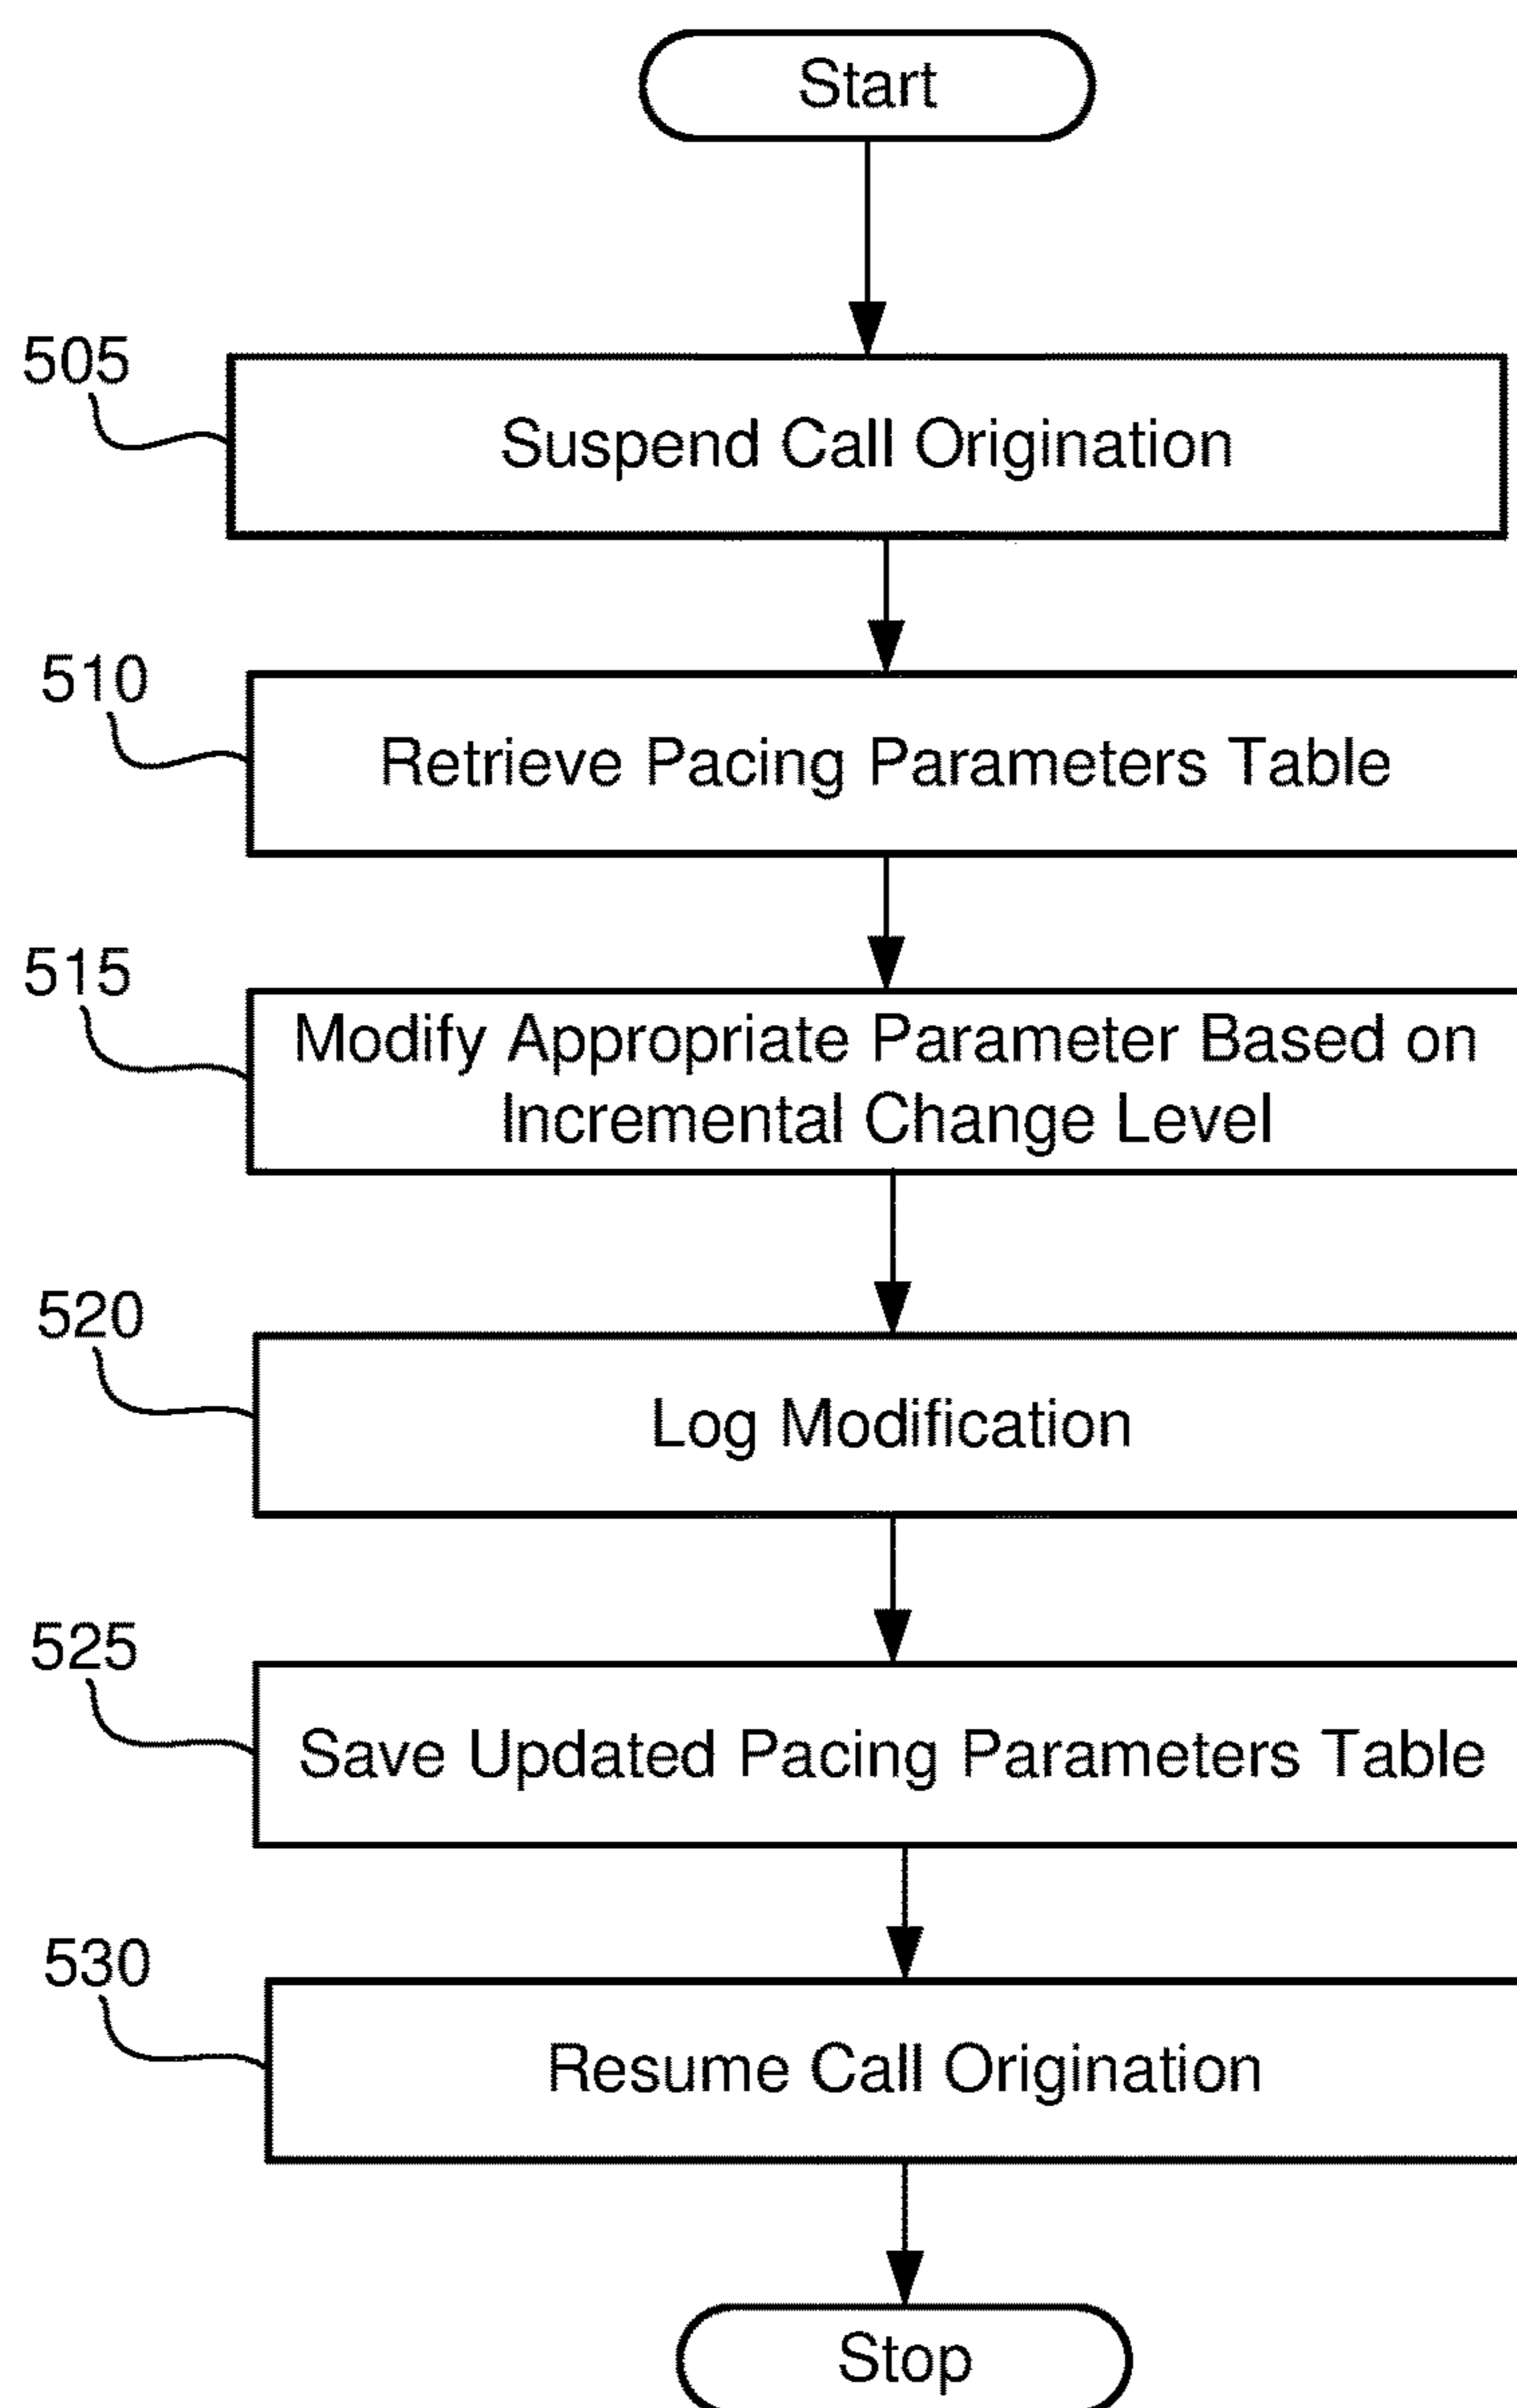 Start
505
Suspend Call Origination
510
Retrieve Pacing Parameters Table
515
Modify Appropriate Parameter Based on
Incremental Change Level
520
Log Modification
525
Save Updated Pacing Parameters Table
530
Resume Call Origination
Stop